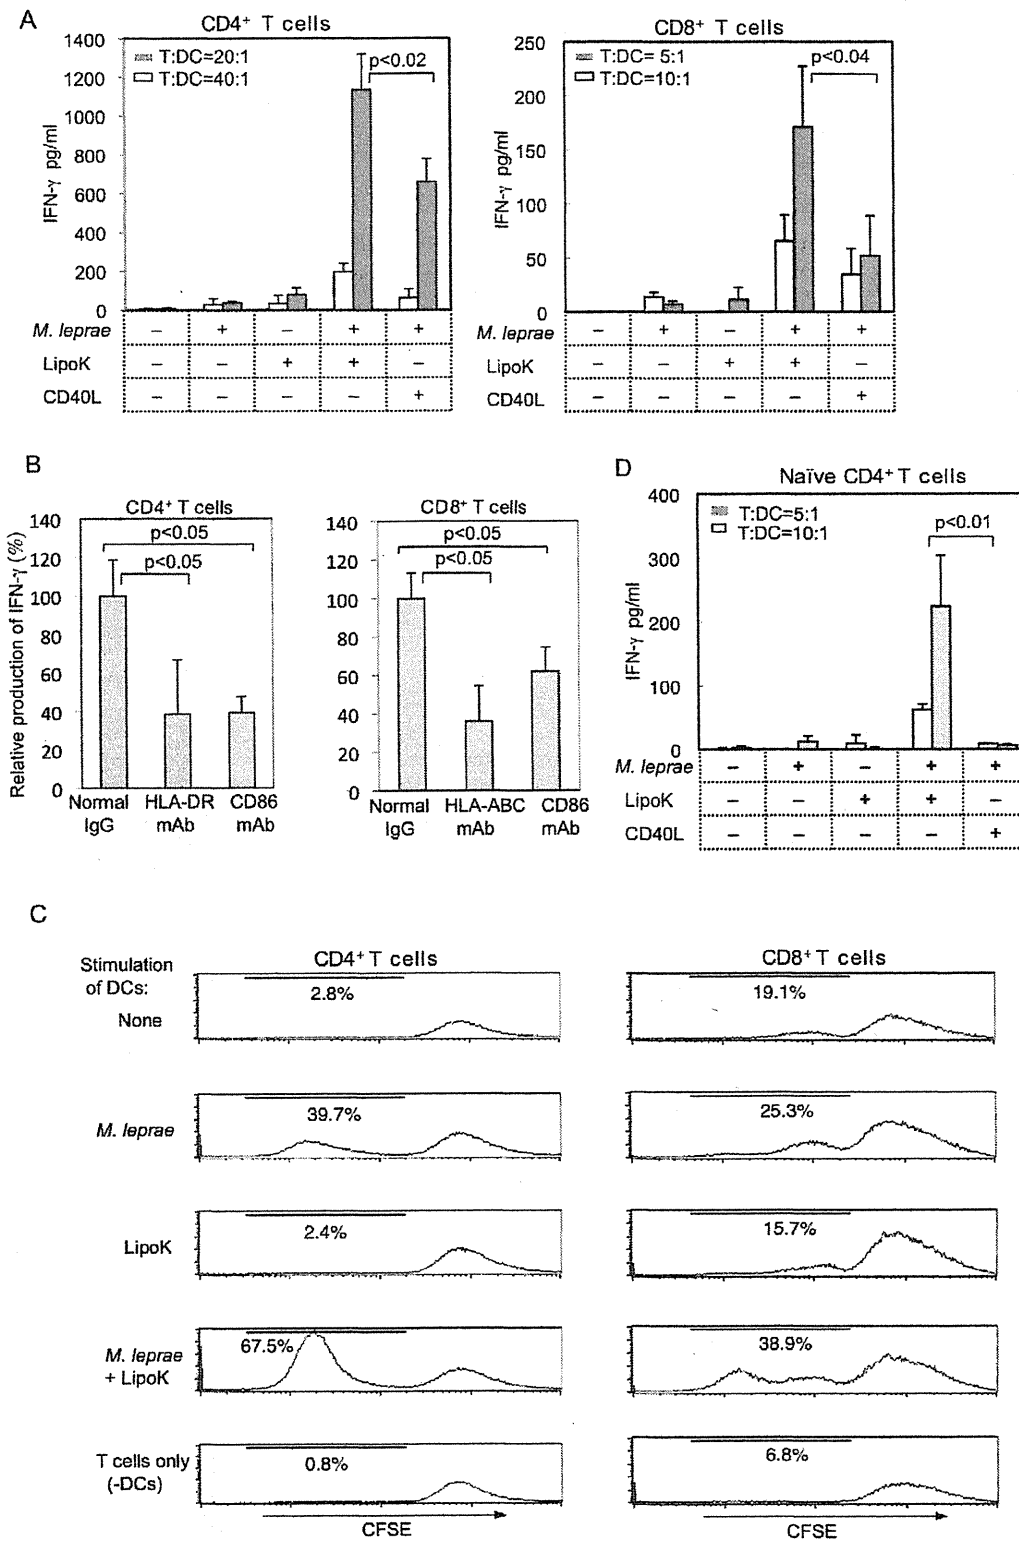 A
CD4+ T cells
1400
1200
1000
800
600
400
200
0
IFN-γ pg/ml
T:DC=20:1
T:DC=40:1
p<0.02
M. leprae – + – + +
LipoK – – + + –
CD40L – – – – +
CD8+ T cells
250
200
150
100
50
0
IFN-γ pg/ml
T:DC= 5:1
T:DC=10:1
p<0.04
M. leprae – + – + +
LipoK – – + + –
CD40L – – – – +
B
CD4+ T cells
140
120
100
80
60
40
20
0
Relative production of IFN-γ (%)
p<0.05
p<0.05
Normal IgG
HLA-DR mAb
CD86 mAb
CD8+ T cells
140
120
100
80
60
40
20
0
p<0.05
p<0.05
Normal IgG
HLA-ABC mAb
CD86 mAb
D
Naïve CD4+ T cells
400
300
200
100
0
IFN-γ pg/ml
T:DC=5:1
T:DC=10:1
p<0.01
M. leprae – + – + +
LipoK – – + + –
CD40L – – – – +
C
Stimulation of DCs:
CD4+ T cells
CD8+ T cells
None
2.8%
19.1%
M. leprae
39.7%
25.3%
LipoK
2.4%
15.7%
M. leprae + LipoK
67.5%
38.9%
T cells only (-DCs)
0.8%
6.8%
CFSE
CFSE